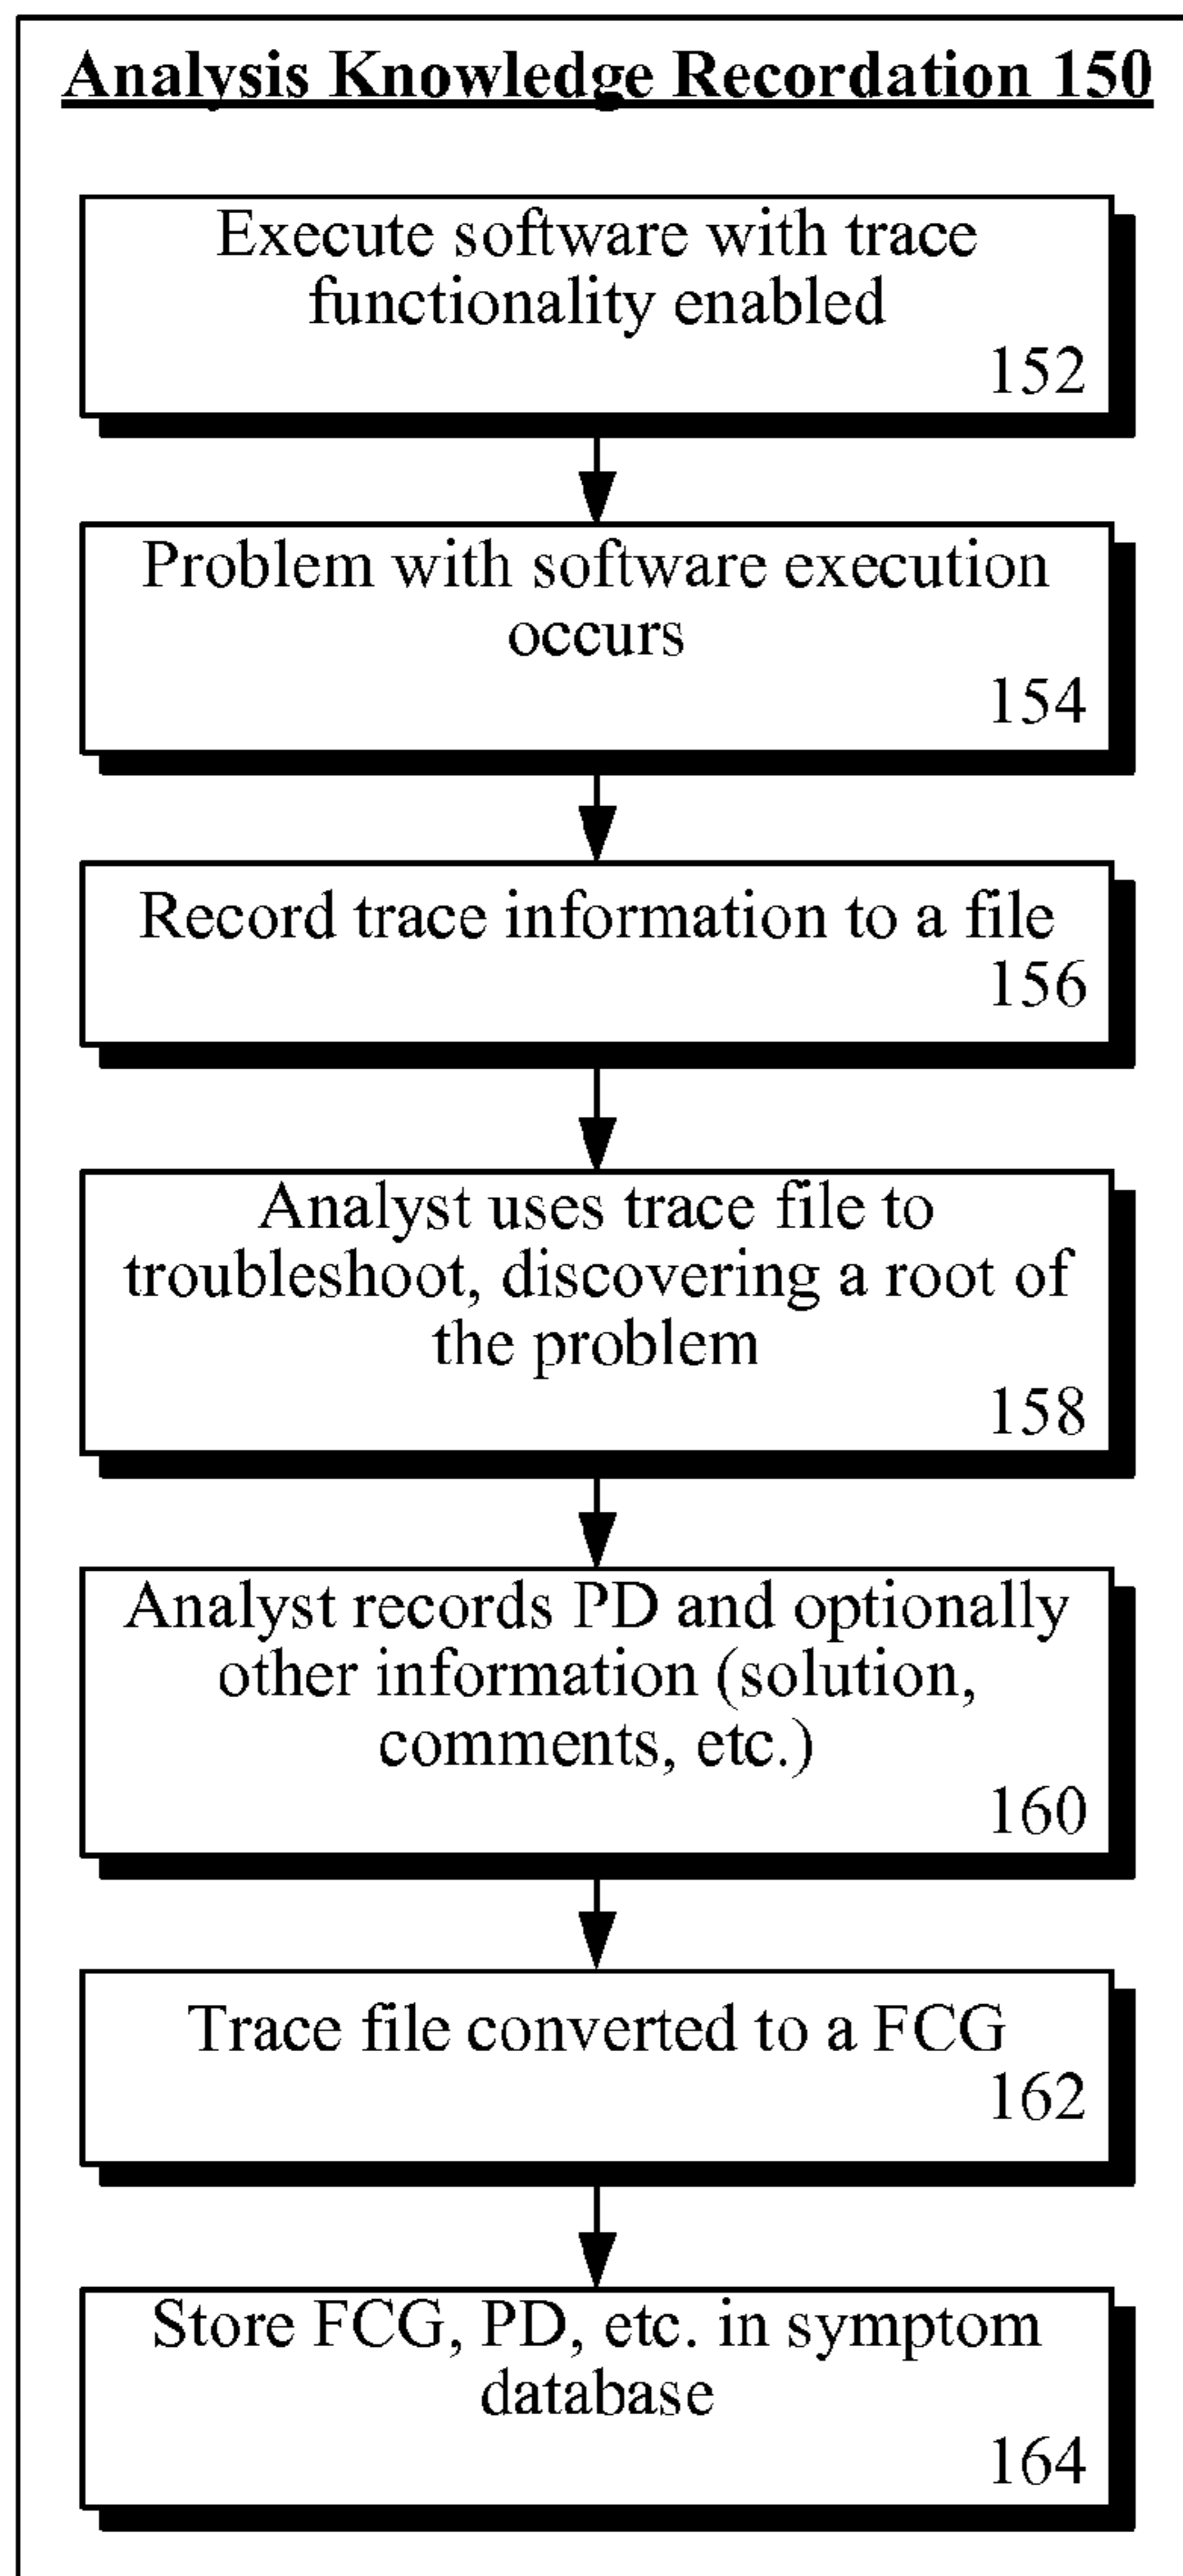 Analysis Knowledge Recordation 150
Execute software with trace
functionality enabled
152
Problem with software execution
occurs
154
Record trace information to a file
156
Analyst uses trace file to
troubleshoot, discovering a root of
the problem
158
Analyst records PD and optionally
other information (solution,
comments, etc.)
160
Trace file converted to a FCG
162
Store FCG, PD, etc. in symptom
database
164